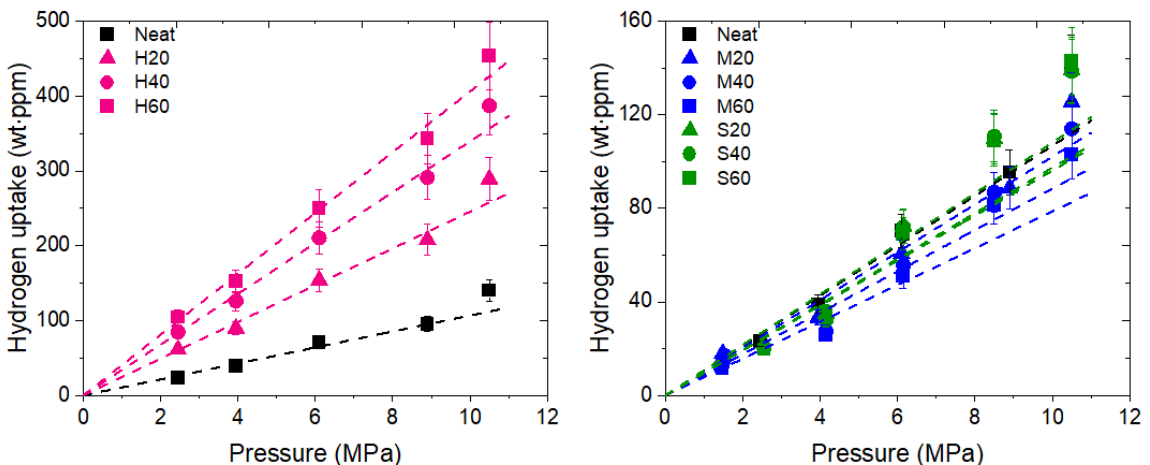 Hydrogen uptake (wt·ppm)
500
400
300
200
100
0
Neat
H20
H40
H60
0 2 4 6 8 10 12
Pressure (MPa)
Hydrogen uptake (wt·ppm)
160
120
80
40
0
Neat
M20
M40
M60
S20
S40
S60
0 2 4 6 8 10 12
Pressure (MPa)